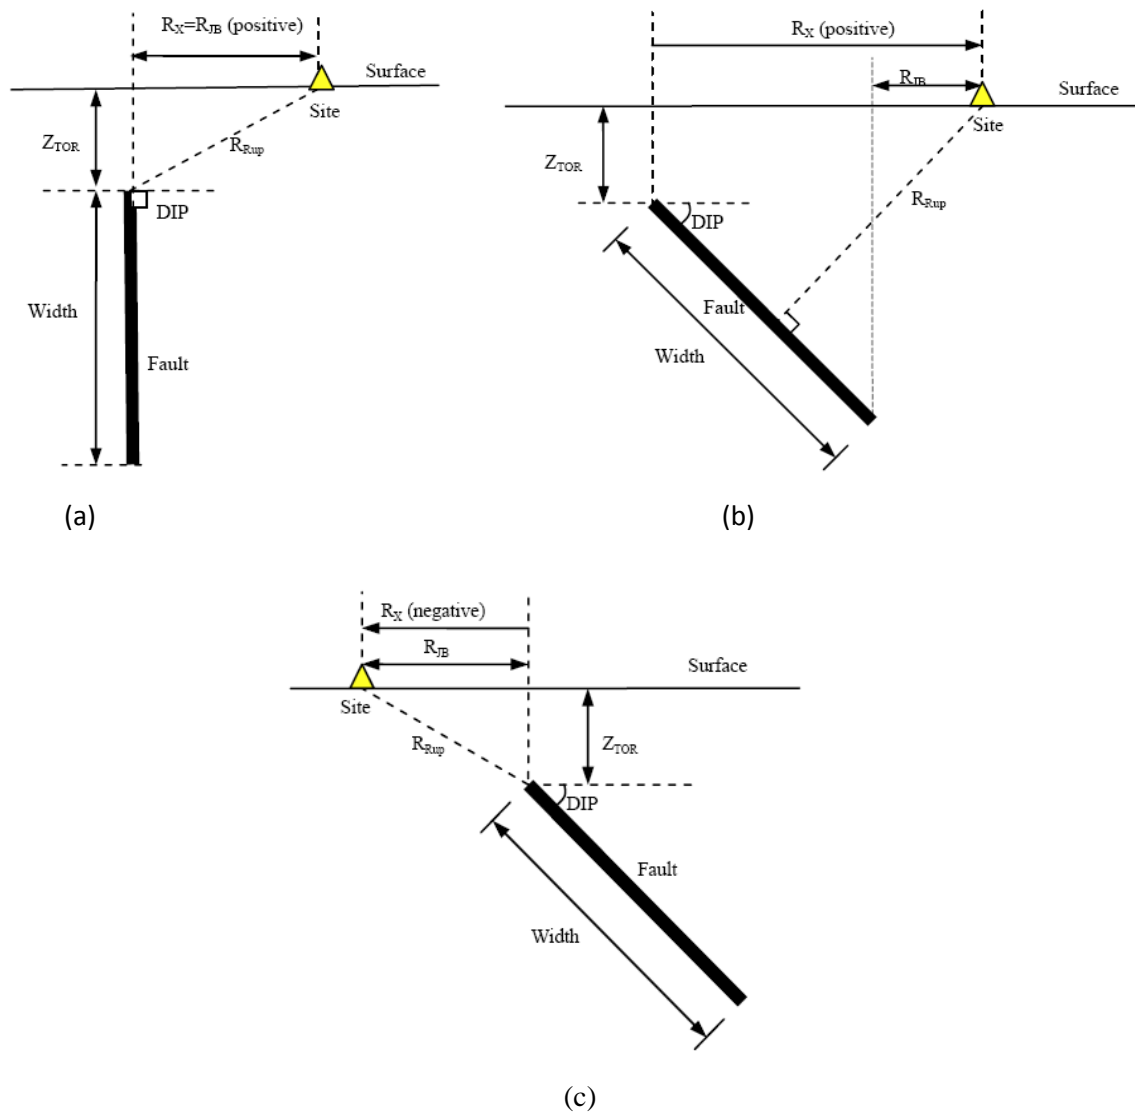 R_X=R_JB (positive)
Surface
Site
Z_TOR
R_Rup
DIP
Width
Fault
(a)
R_X (positive)
R_JB
Surface
Site
Z_TOR
DIP
R_Rup
Fault
Width
(b)
R_X (negative)
R_JB
Surface
Site
R_Rup
Z_TOR
DIP
Fault
Width
(c)